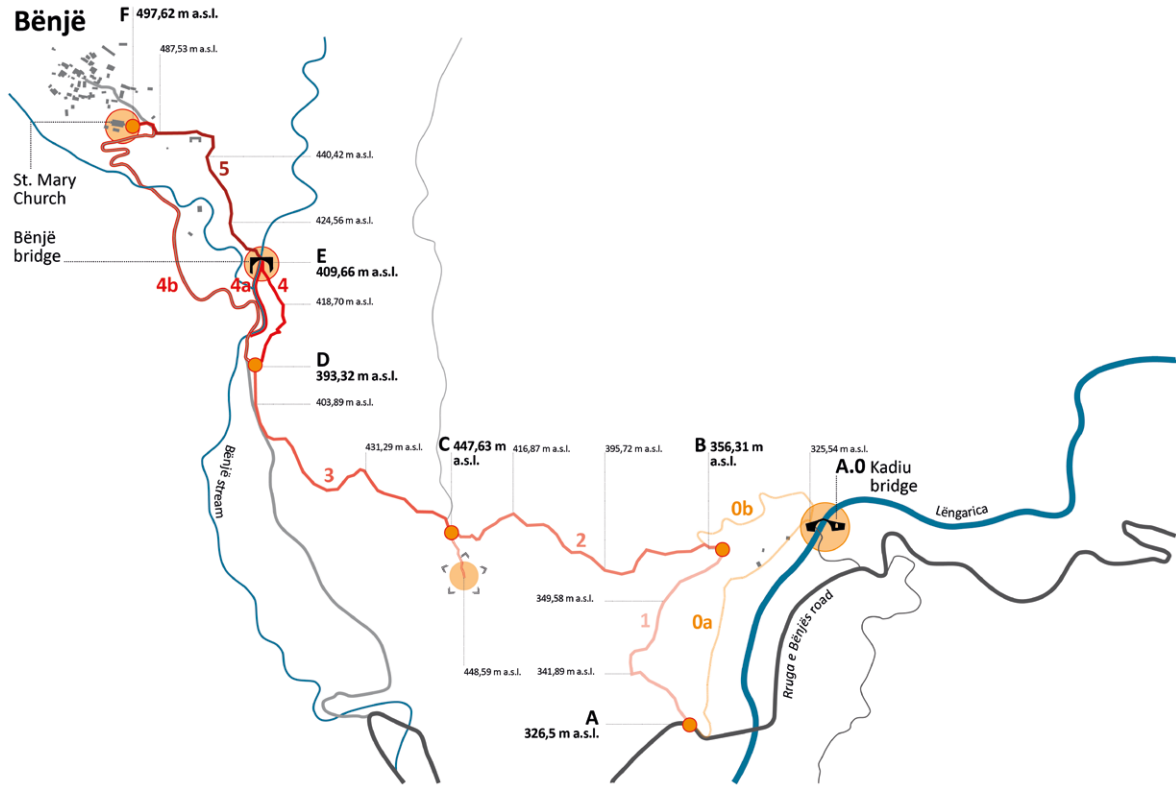 Bënjë
F 497,62 m a.s.l.
487,53 m a.s.l.
440,42 m a.s.l.
5
St. Mary
Church
424,56 m a.s.l.
Bënjë
bridge
E
409,66 m a.s.l.
4b
4a
4
418,70 m a.s.l.
D
393,32 m a.s.l.
403,89 m a.s.l.
Bënjë stream
431,29 m a.s.l.
3
C 447,63 m
a.s.l.
416,87 m a.s.l.
395,72 m a.s.l.
2
B 356,31 m
a.s.l.
325,54 m a.s.l.
A.0 Kadiu
bridge
0b
Lëngarica
349,58 m a.s.l.
1
0a
Rruga e Bënjës road
448,59 m a.s.l.
341,89 m a.s.l.
A
326,5 m a.s.l.